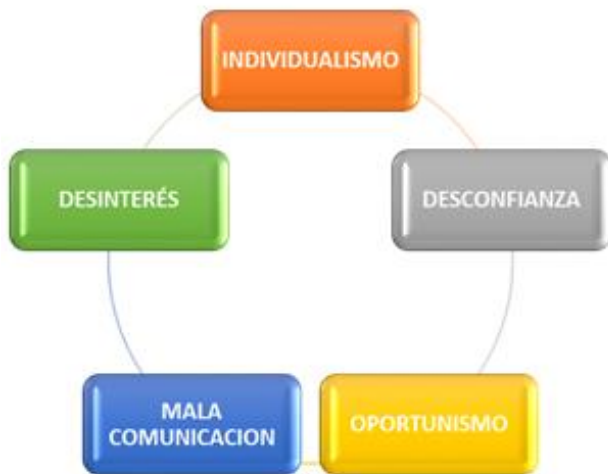 INDIVIDUALISMO
DESINTERÉS
DESCONFIANZA
MALA
COMUNICACION
OPORTUNISMO